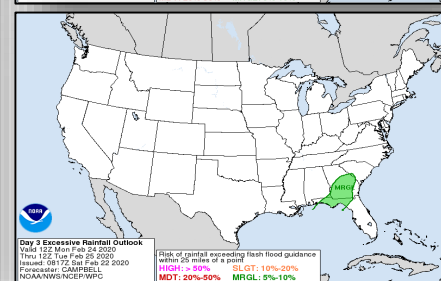 MRGL
NOAA
Day 3 Excessive Rainfall Outlook
Valid 12Z Mon Feb 24 2020
Thru 12Z Tue Feb 25 2020
Issued: 0817Z Sat Feb 22 2020
Forecaster: CAMPBELL
NOAA/NWS/NCEP/WPC
Risk of rainfall exceeding flash flood guidance
within 25 miles of a point
HIGH: > 50% SLGT: 10%-20%
MDT: 20%-50% MRGL: 5%-10%